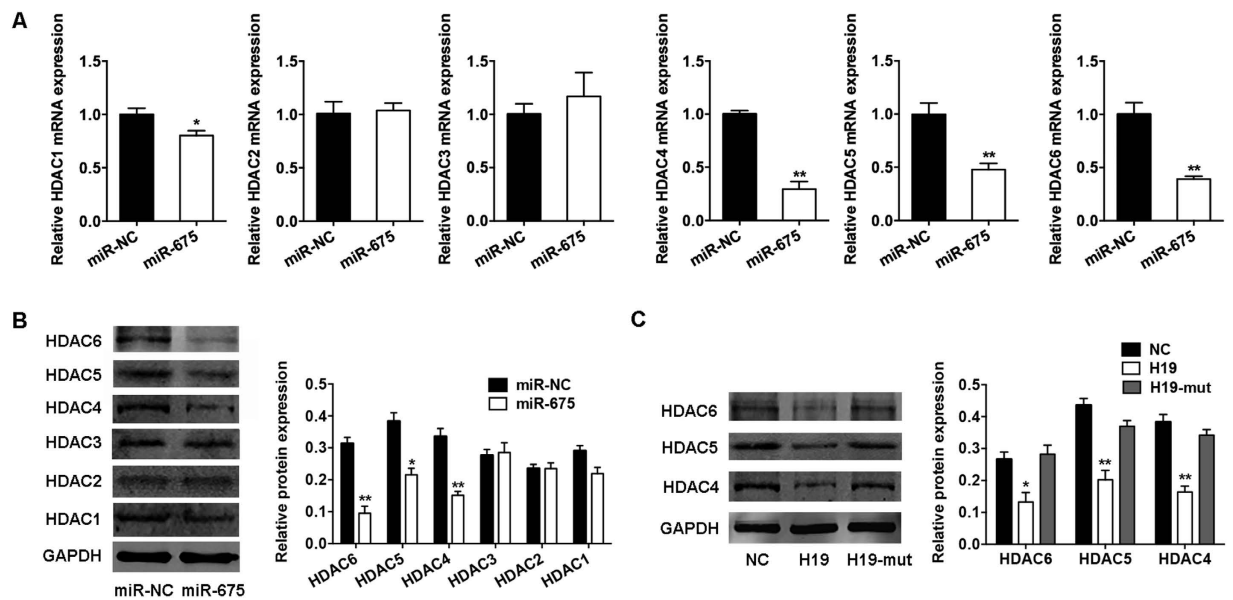 A
Relative HDAC1 mRNA expression
1.5
1.0
0.5
0.0
*
miR-NC
miR-675
Relative HDAC2 mRNA expression
1.5
1.0
0.5
0.0
miR-NC
miR-675
Relative HDAC3 mRNA expression
1.5
1.0
0.5
0.0
miR-NC
miR-675
Relative HDAC4 mRNA expression
1.5
1.0
0.5
0.0
**
miR-NC
miR-675
Relative HDAC5 mRNA expression
1.5
1.0
0.5
0.0
**
miR-NC
miR-675
Relative HDAC6 mRNA expression
1.5
1.0
0.5
0.0
**
miR-NC
miR-675
B
HDAC6
HDAC5
HDAC4
HDAC3
HDAC2
HDAC1
GAPDH
miR-NC miR-675
Relative protein expression
0.5
0.4
0.3
0.2
0.1
0.0
miR-NC
miR-675
**
*
**
HDAC6
HDAC5
HDAC4
HDAC3
HDAC2
HDAC1
C
HDAC6
HDAC5
HDAC4
GAPDH
NC H19 H19-mut
Relative protein expression
0.5
0.4
0.3
0.2
0.1
0.0
NC
H19
H19-mut
*
**
**
HDAC6 HDAC5 HDAC4